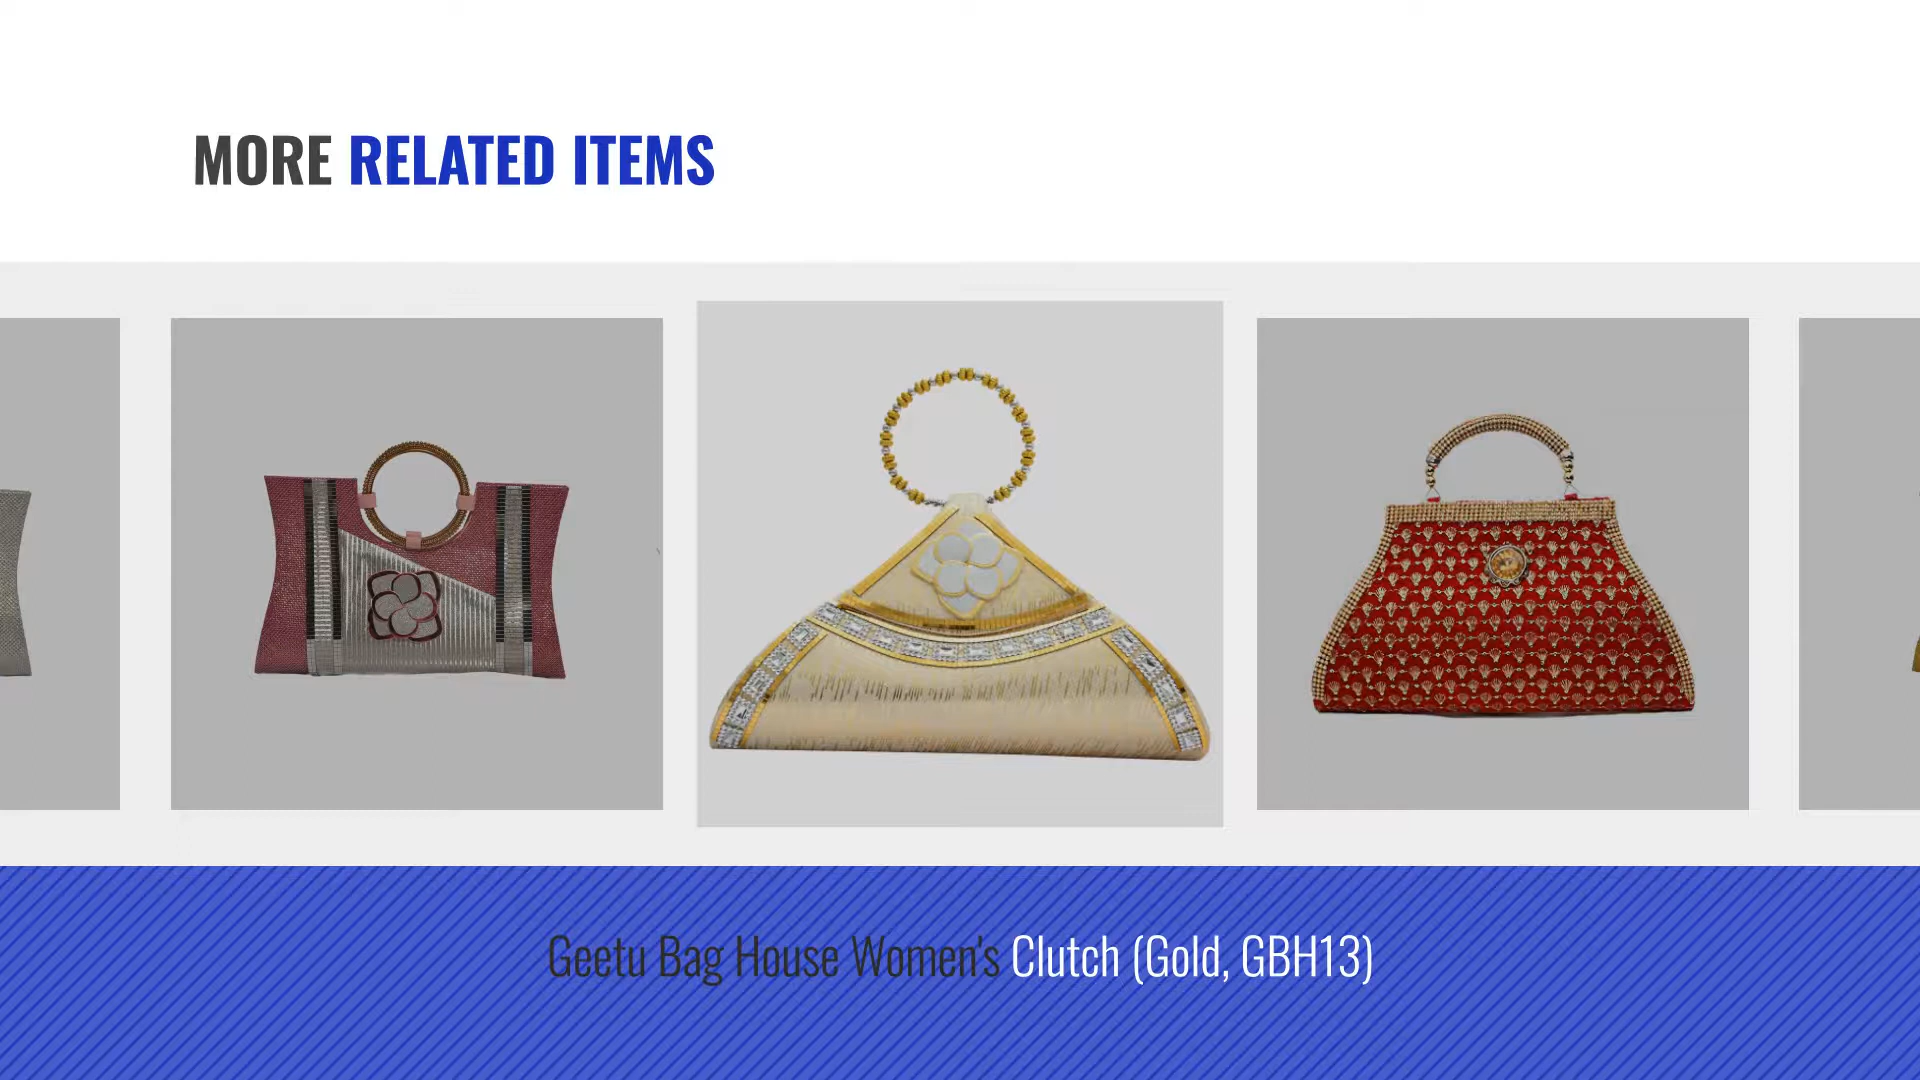 MORE RELATED ITEMS
Geetu Bag House Women's Clutch (Gold, GBH13)